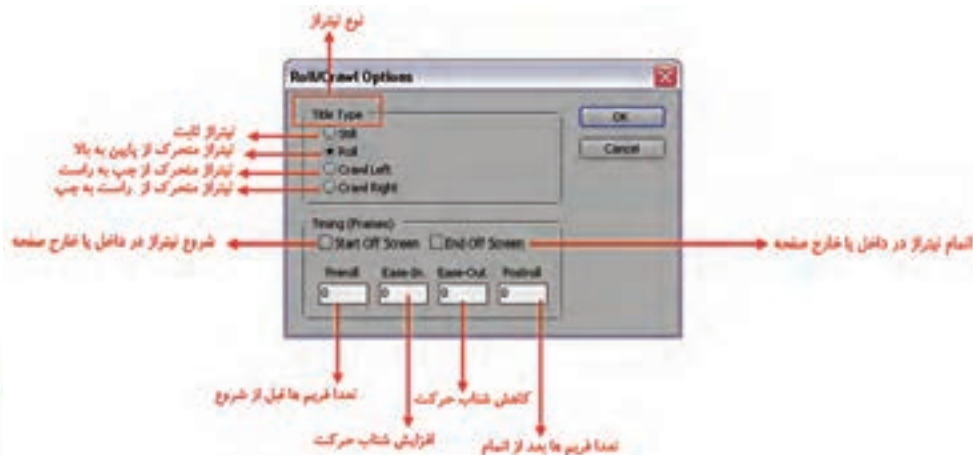 نوع تیتراژ
Roll/Crawl Options
Title Type
OK
Cancel
تیتراژ ثابت
Still
تیتراژ متحرک از پایین به بالا
Roll
تیتراژ متحرک از چپ به راست
Crawl Left
تیتراژ متحرک از راست به چپ
Crawl Right
Timing (Frames)
شروع تیتراژ در داخل یا خارج صفحه
Start Off Screen
End Off Screen
اتمام تیتراژ در داخل یا خارج صفحه
Preroll
Ease-In
Ease-Out
Postroll
0
0
0
0
تعدا فریم ها قبل از شروع
کاهش شتاب حرکت
افزایش شتاب حرکت
تعدا فریم ها بعد از اتمام